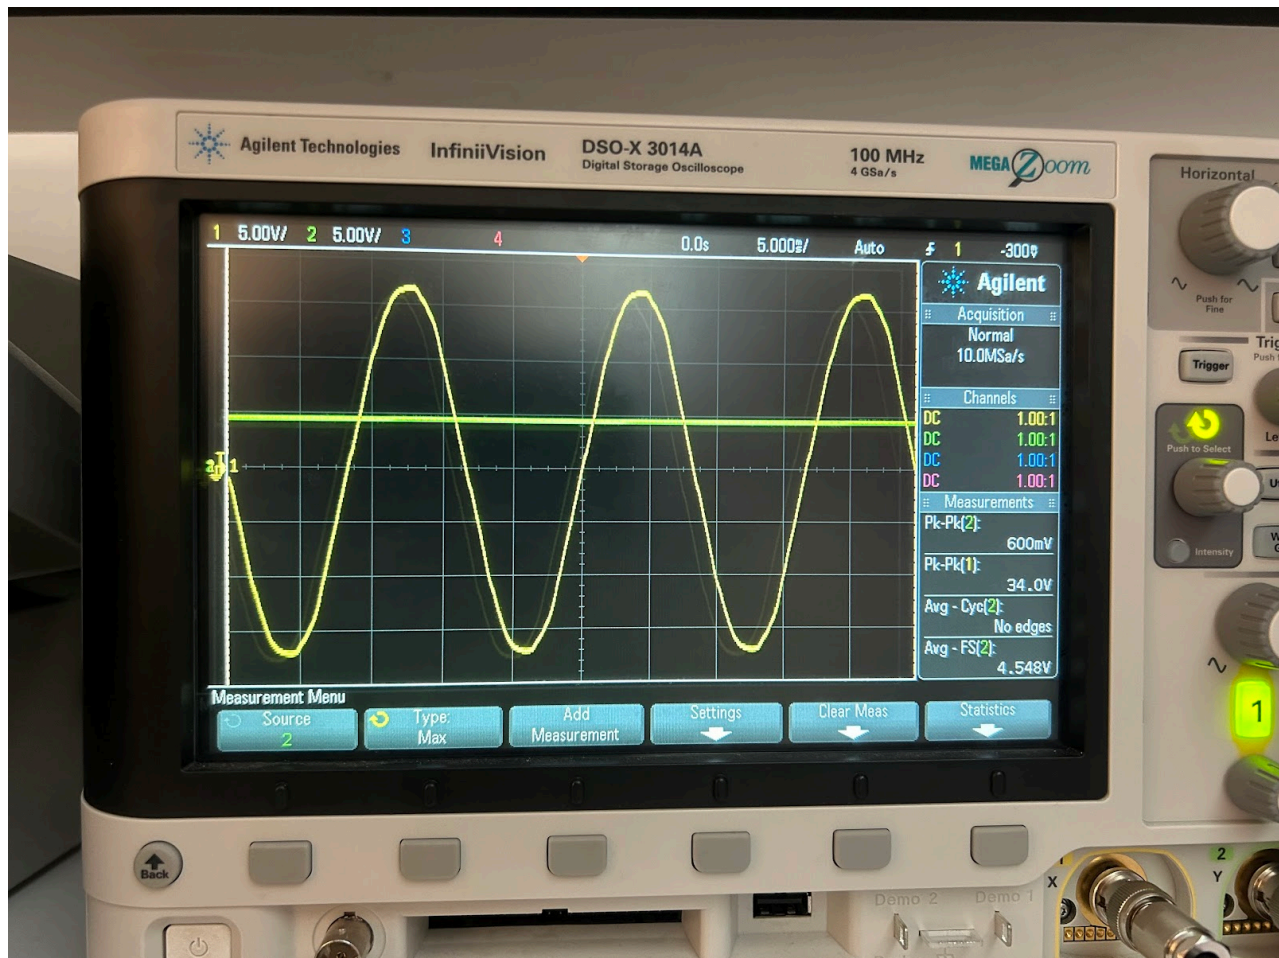 Agilent Technologies InfiniiVision DSO-X 3014A 100 MHz MEGA Zoom
Digital Storage Oscilloscope 4 GSa/s
1 5.00V/ 2 5.00V/ 3 4 0.0s 5.000ms/ Auto 1 -300mV
Agilent
Acquisition
Normal
10.0MSa/s
Channels
DC 1.00:1
DC 1.00:1
DC 1.00:1
DC 1.00:1
Measurements
Pk-Pk(2):
600mV
Pk-Pk(1):
34.0V
Avg - Cyc(2):
No edges
Avg - FS(2):
4.548V
1
Measurement Menu
Source
2
Type:
Max
Add
Measurement
Settings
Clear Meas
Statistics
Back
Horizontal
Push for
Fine
Trigger
Push to Select
Intensity
1
X
2
Y
Demo 2
Demo 1